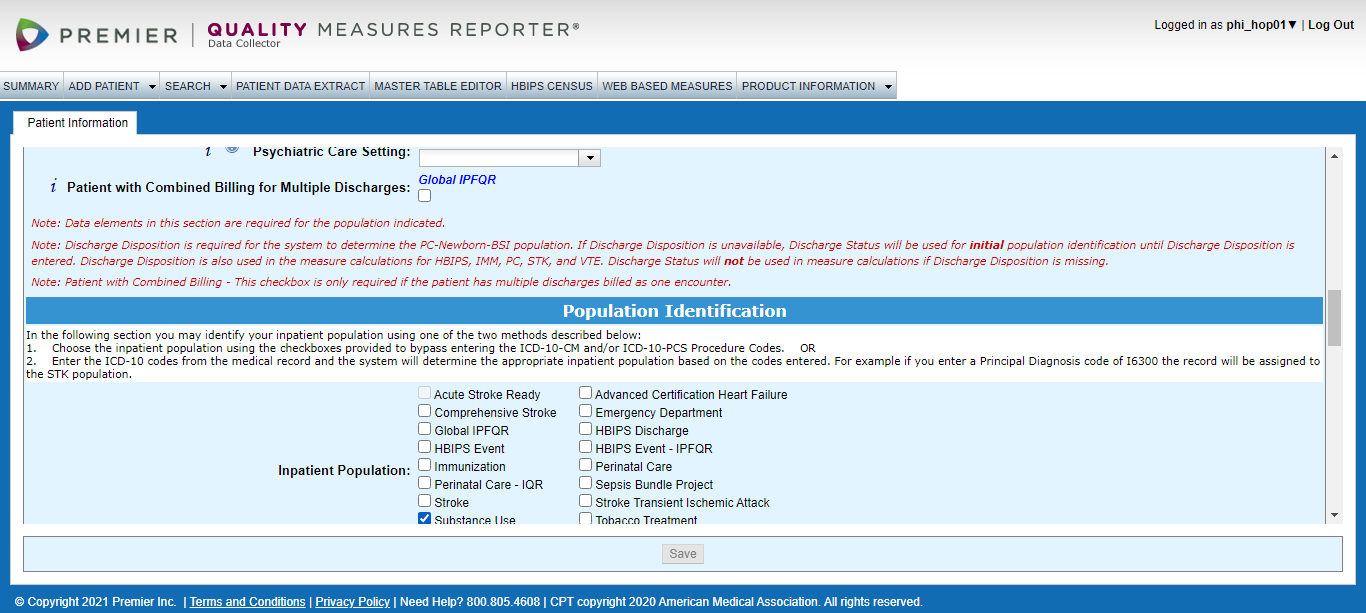 PREMIER | QUALITY MEASURES REPORTER®
Data Collector
Logged in as phi_hop01▼ | Log Out
SUMMARY ADD PATIENT SEARCH PATIENT DATA EXTRACT MASTER TABLE EDITOR HBIPS CENSUS WEB BASED MEASURES PRODUCT INFORMATION
Patient Information
i Psychiatric Care Setting:
Global IPFQR
i Patient with Combined Billing for Multiple Discharges:
Note: Data elements in this section are required for the population indicated.
Note: Discharge Disposition is required for the system to determine the PC-Newborn-BSI population. If Discharge Disposition is unavailable, Discharge Status will be used for initial population identification until Discharge Disposition is
entered. Discharge Disposition is also used in the measure calculations for HBIPS, IMM, PC, STK, and VTE. Discharge Status will not be used in measure calculations if Discharge Disposition is missing.
Note: Patient with Combined Billing - This checkbox is only required if the patient has multiple discharges billed as one encounter.
Population Identification
In the following section you may identify your inpatient population using one of the two methods described below:
1. Choose the inpatient population using the checkboxes provided to bypass entering the ICD-10-CM and/or ICD-10-PCS Procedure Codes. OR
2. Enter the ICD-10 codes from the medical record and the system will determine the appropriate inpatient population based on the codes entered. For example if you enter a Principal Diagnosis code of I6300 the record will be assigned to
the STK population.
Inpatient Population:
Acute Stroke Ready Advanced Certification Heart Failure
Comprehensive Stroke Emergency Department
Global IPFQR HBIPS Discharge
HBIPS Event HBIPS Event - IPFQR
Immunization Perinatal Care
Perinatal Care - IQR Sepsis Bundle Project
Stroke Stroke Transient Ischemic Attack
Substance Use Tobacco Treatment
Save
© Copyright 2021 Premier Inc. | Terms and Conditions | Privacy Policy | Need Help? 800.805.4608 | CPT copyright 2020 American Medical Association. All rights reserved.